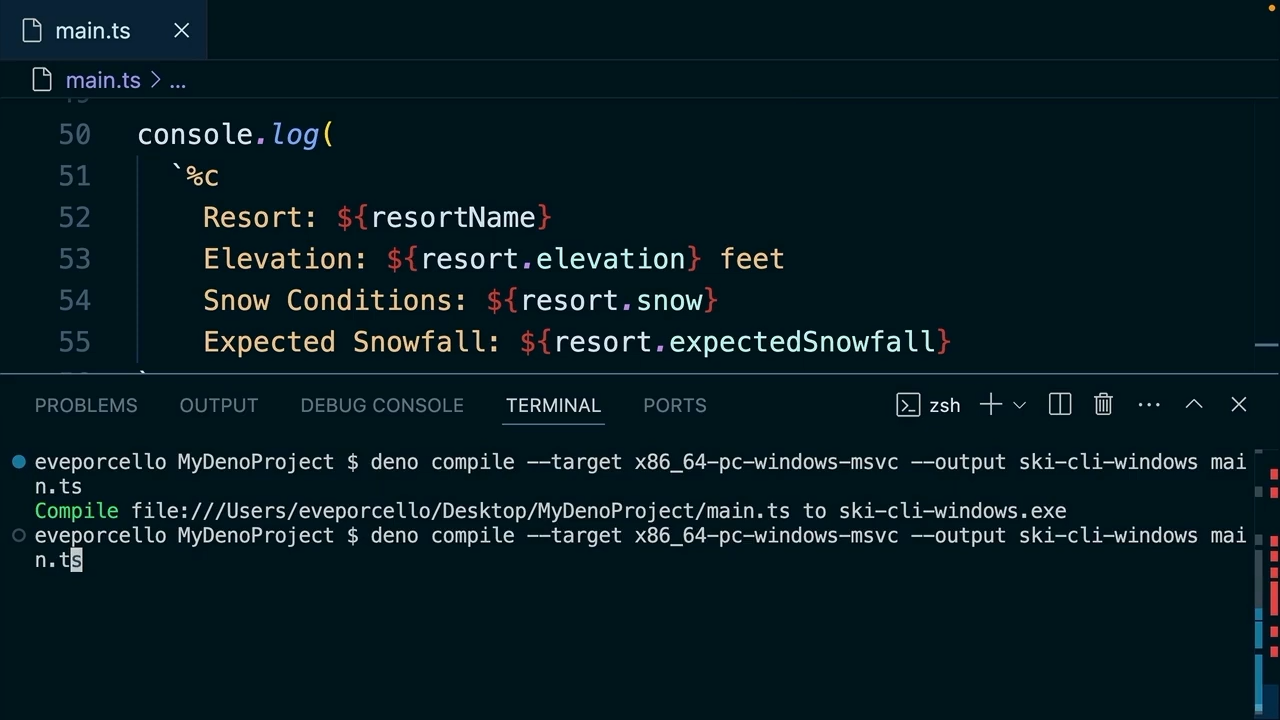 main.ts
main.ts > ...
50 console.log(
51 `%c
52 Resort: ${resortName}
53 Elevation: ${resort.elevation} feet
54 Snow Conditions: ${resort.snow}
55 Expected Snowfall: ${resort.expectedSnowfall}
`
PROBLEMS OUTPUT DEBUG CONSOLE TERMINAL PORTS zsh
eveporcello MyDenoProject $ deno compile --target x86_64-pc-windows-msvc --output ski-cli-windows mai
n.ts
Compile file:///Users/eveporcello/Desktop/MyDenoProject/main.ts to ski-cli-windows.exe
eveporcello MyDenoProject $ deno compile --target x86_64-pc-windows-msvc --output ski-cli-windows mai
n.ts